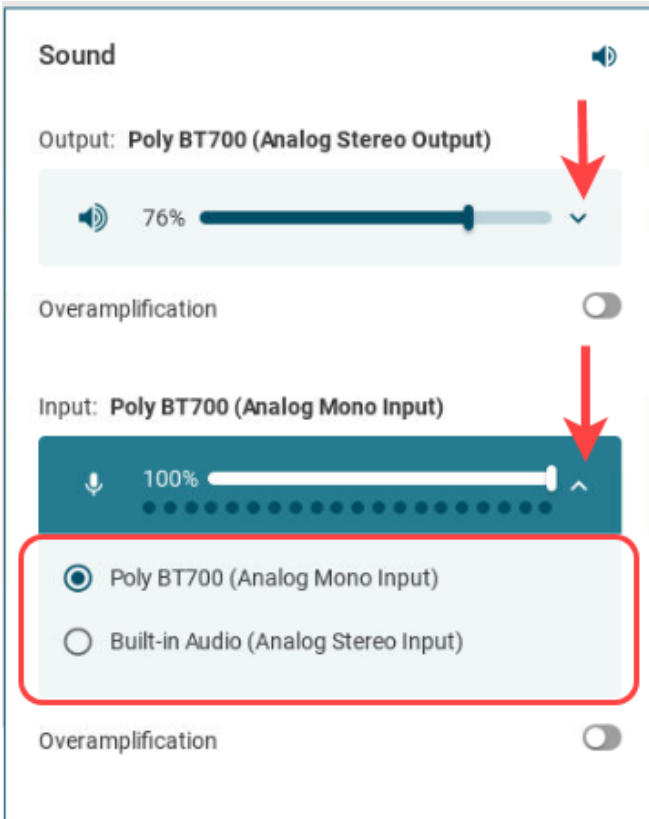 Sound
Output: Poly BT700 (Analog Stereo Output)
76%
Overamplification
Input: Poly BT700 (Analog Mono Input)
100%
Poly BT700 (Analog Mono Input)
Built-in Audio (Analog Stereo Input)
Overamplification